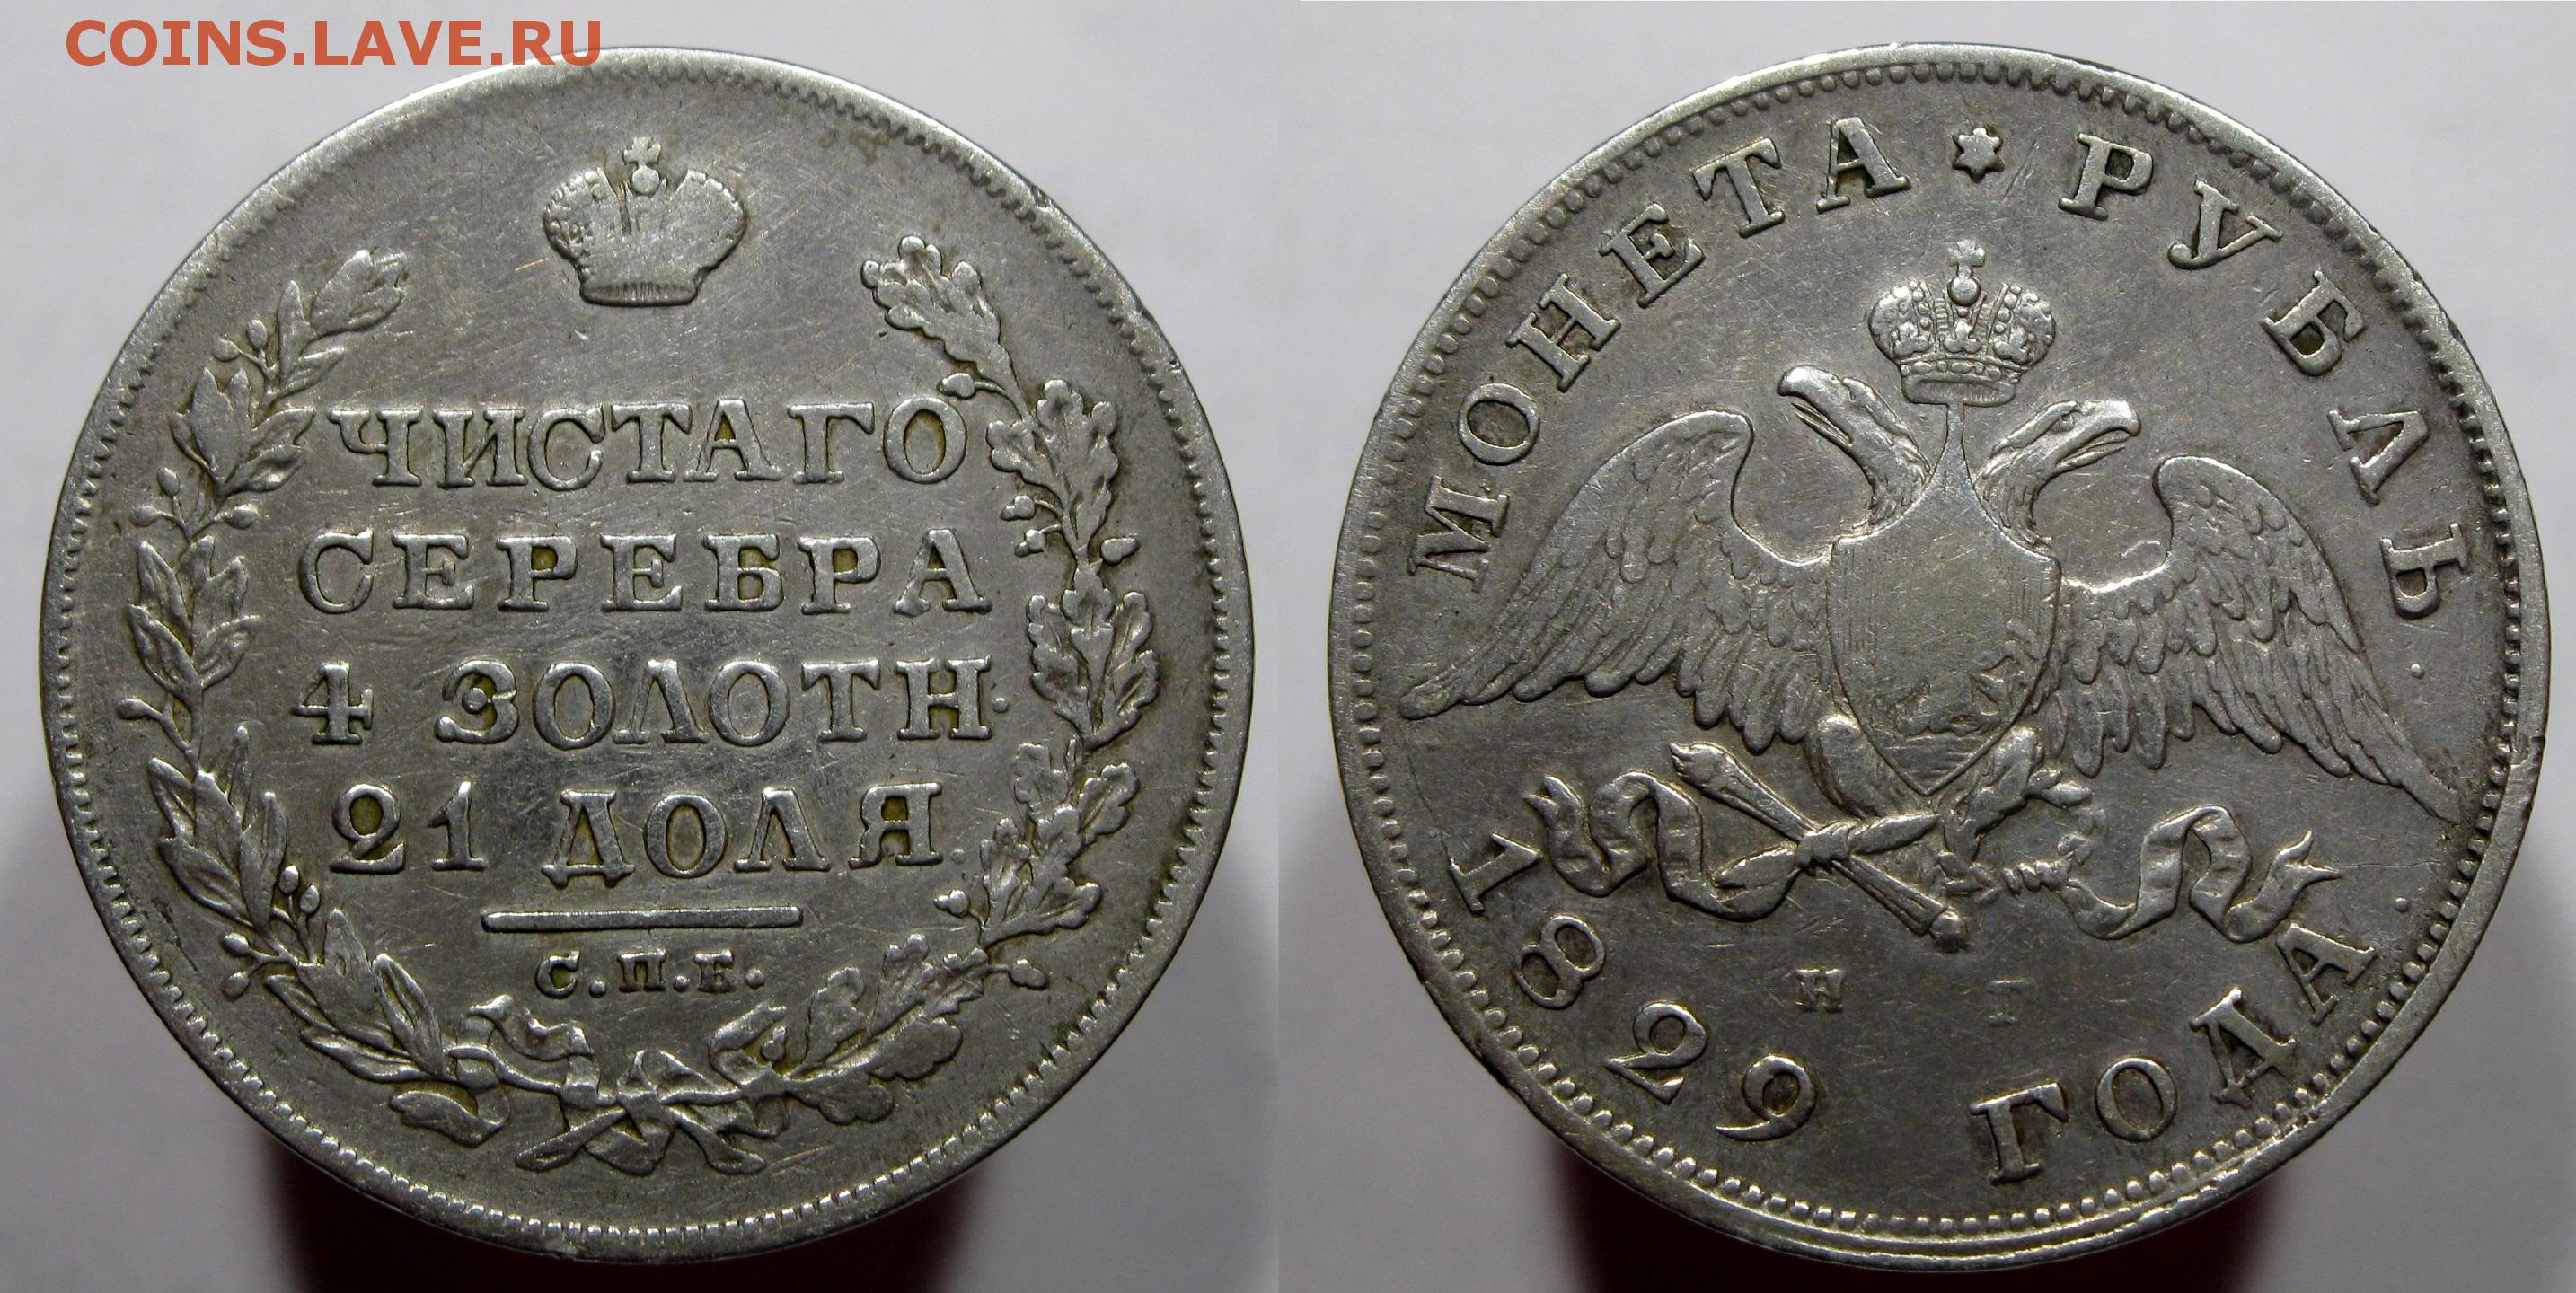 COINS.LAVE.RU
ЧИСТАГО
СЕРЕБРА
4 ЗОЛОТН.
21 ДОЛЯ.
С.П.Б.
МОНЕТА * РУБЛЬ.
Н Г
1829 ГОДА.